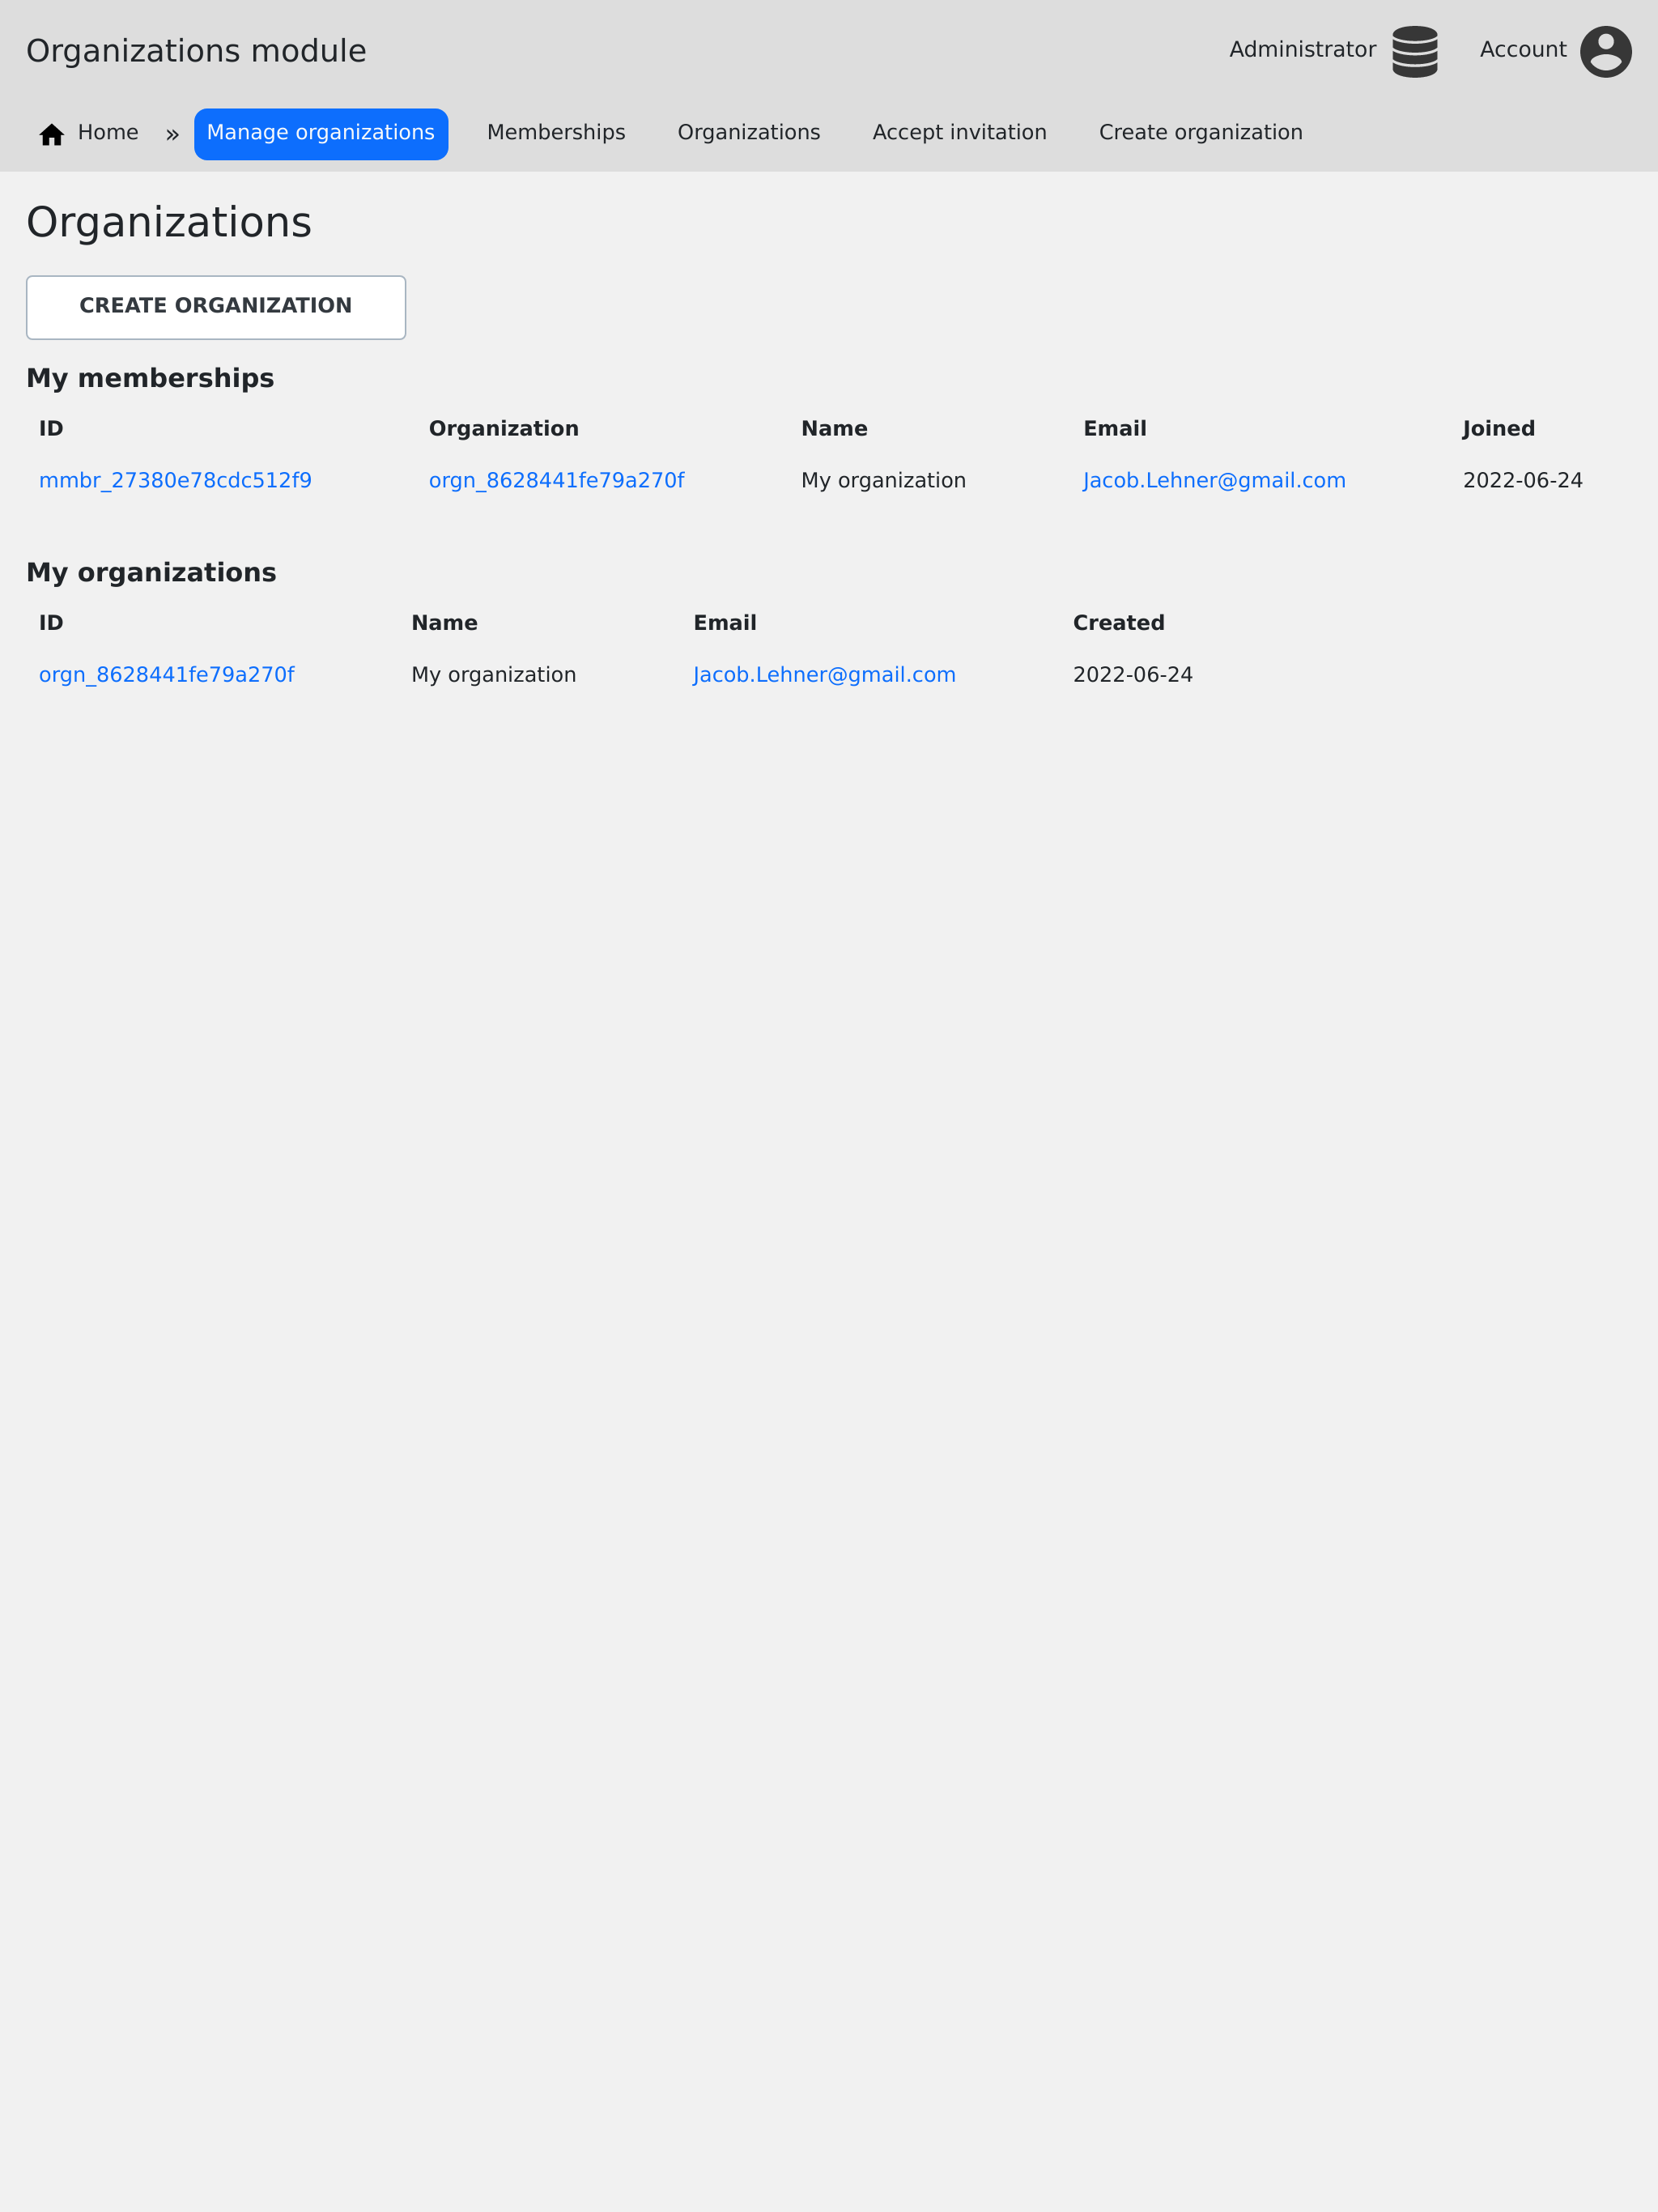 Organizations module
Administrator
Account
Home » Manage organizations Memberships Organizations Accept invitation Create organization
Organizations
CREATE ORGANIZATION
My memberships
ID Organization Name Email Joined
mmbr_27380e78cdc512f9 orgn_8628441fe79a270f My organization Jacob.Lehner@gmail.com 2022-06-24
My organizations
ID Name Email Created
orgn_8628441fe79a270f My organization Jacob.Lehner@gmail.com 2022-06-24